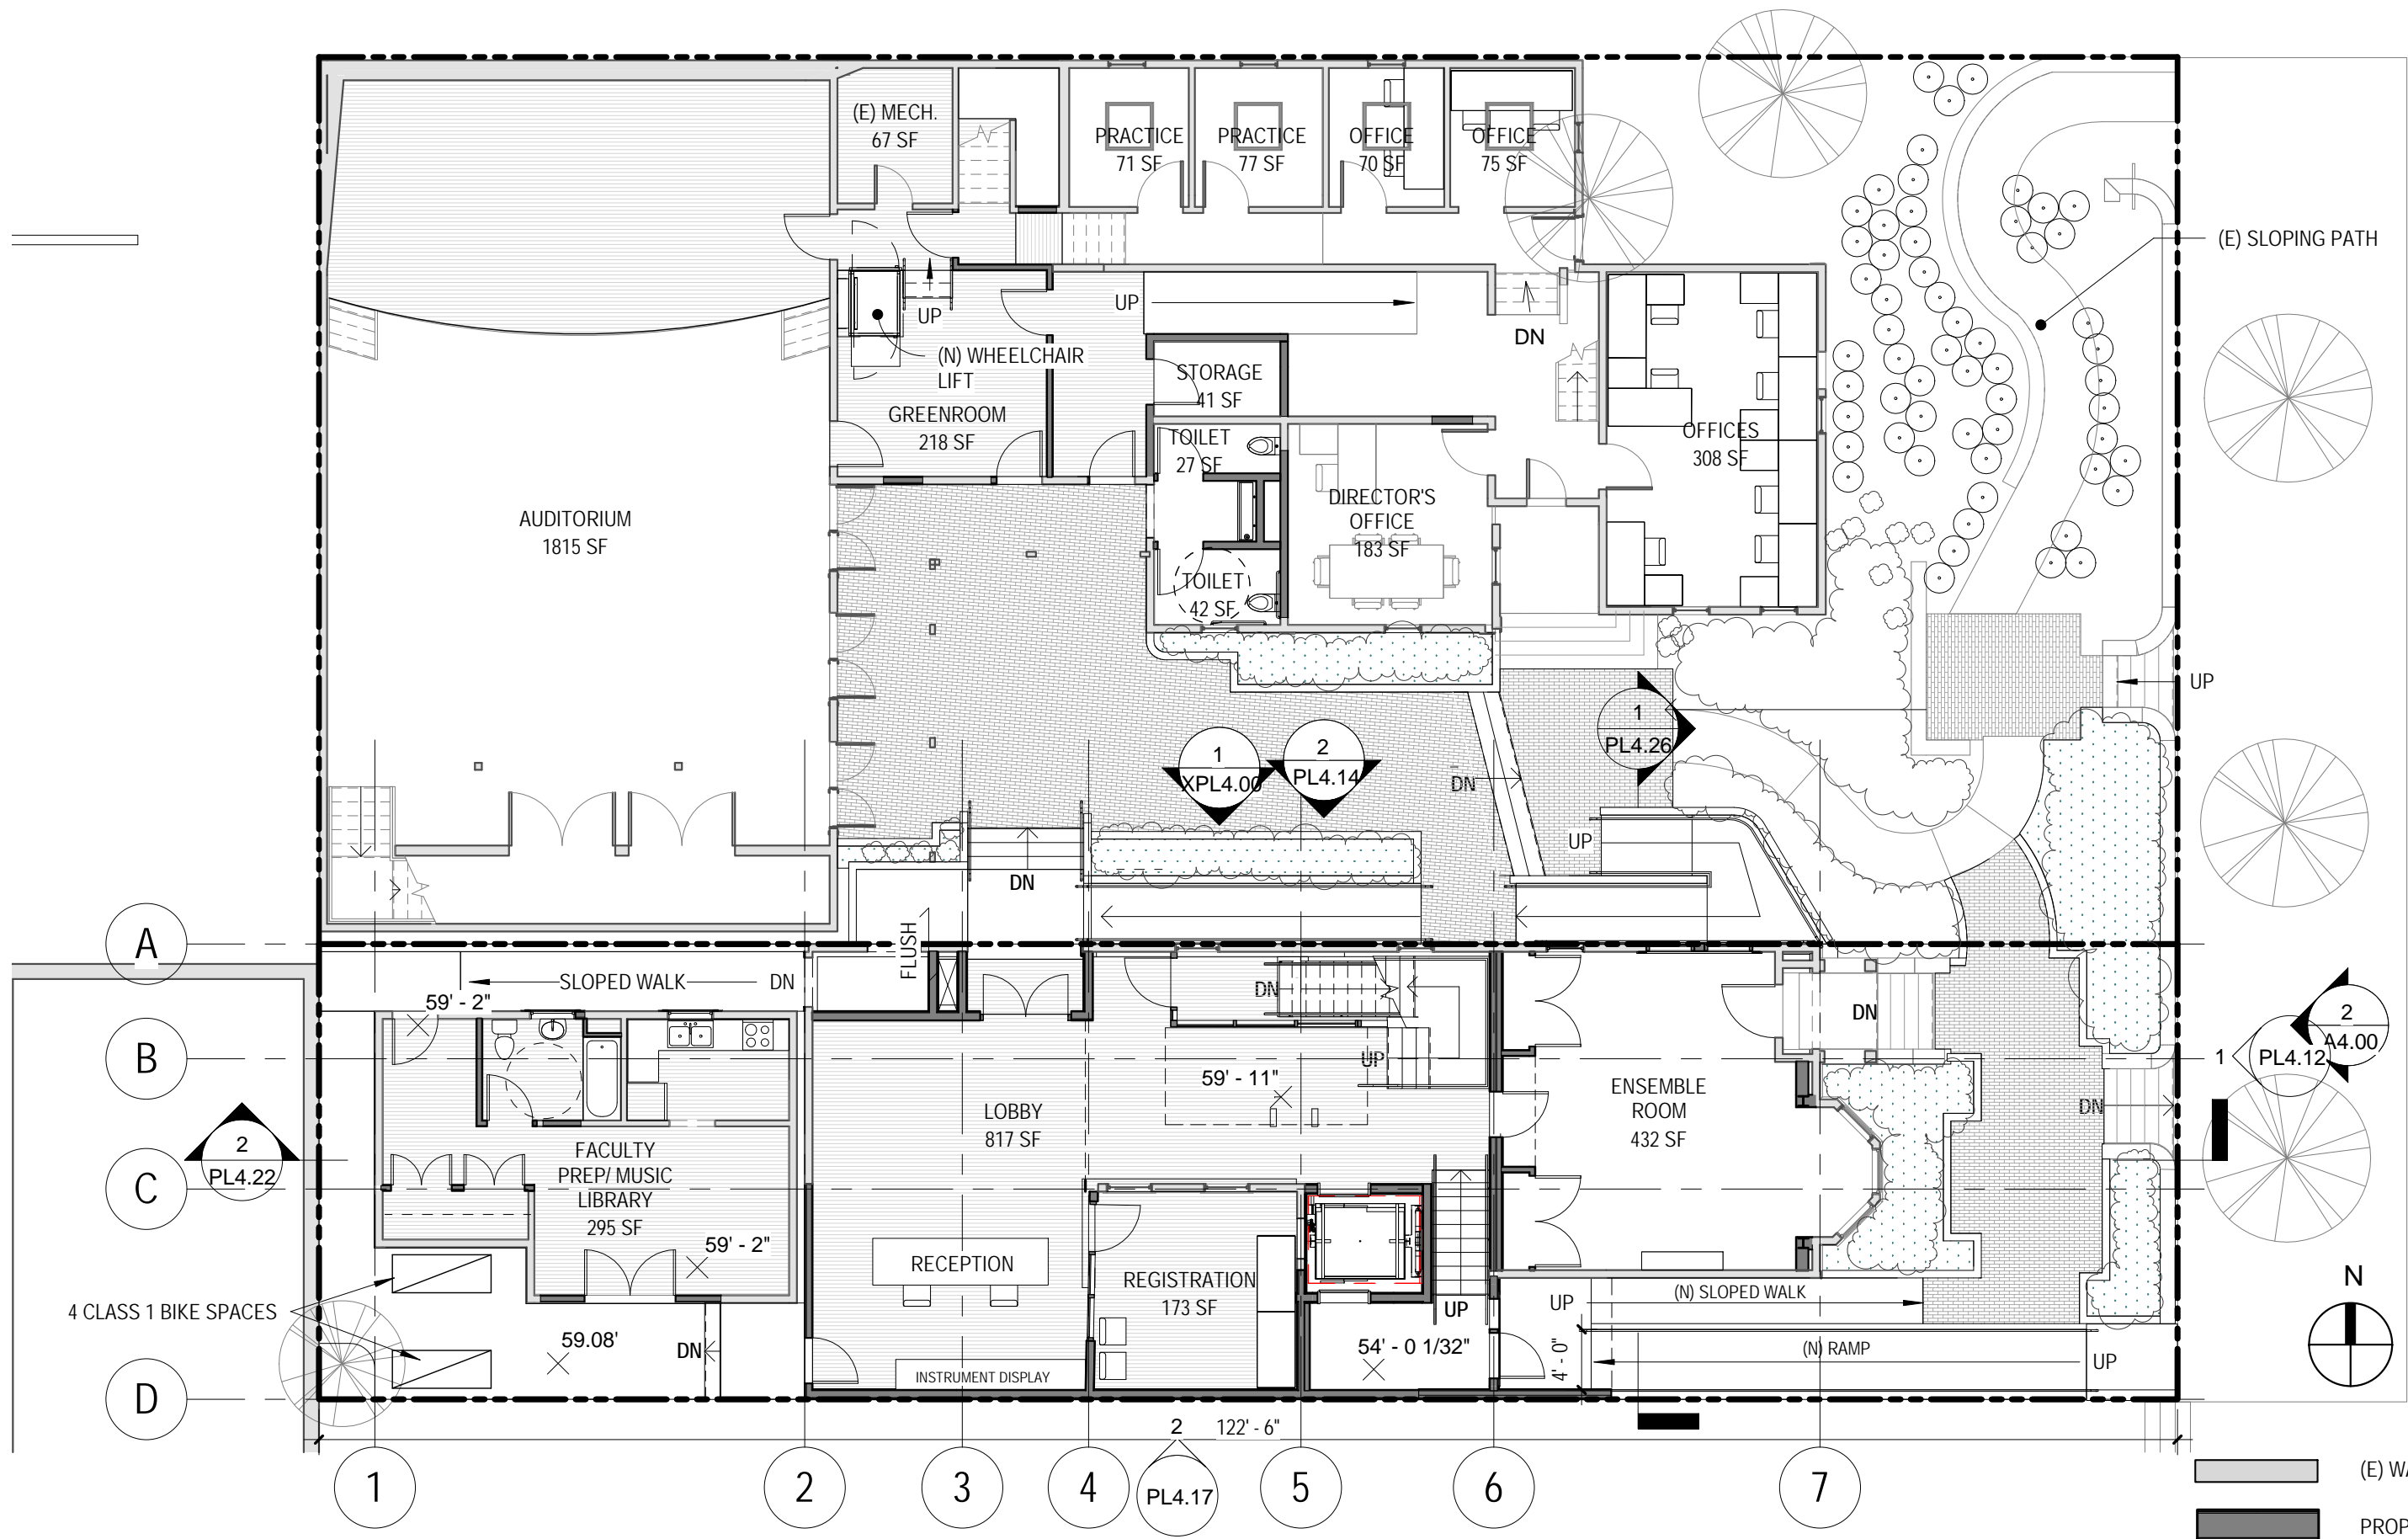 (E) MECH.
67 SF
PRACTICE
71 SF
PRACTICE
77 SF
OFFICE
70 SF
OFFICE
75 SF
(E) SLOPING PATH
UP
UP
(N) WHEELCHAIR
LIFT
DN
STORAGE
41 SF
GREENROOM
218 SF
TOILET
27 SF
OFFICES
308 SF
DIRECTOR'S
OFFICE
183 SF
AUDITORIUM
1815 SF
TOILET
42 SF
UP
1
PL4.26
1
XPL4.00
2
PL4.14
DN
UP
DN
FLUSH
A
SLOPED WALK
DN
59' - 2"
DN
DN
2
A4.00
1
PL4.12
B
UP
59' - 11"
LOBBY
817 SF
ENSEMBLE
ROOM
432 SF
DN
2
PL4.22
FACULTY
PREP/ MUSIC
LIBRARY
295 SF
C
59' - 2"
RECEPTION
REGISTRATION
173 SF
UP
UP
(N) SLOPED WALK
N
4 CLASS 1 BIKE SPACES
59.08'
DN
54' - 0 1/32"
4' - 0"
(N) RAMP
UP
INSTRUMENT DISPLAY
D
2
PL4.17
122' - 6"
1
2
3
4
5
6
7
(E) WA
PROP